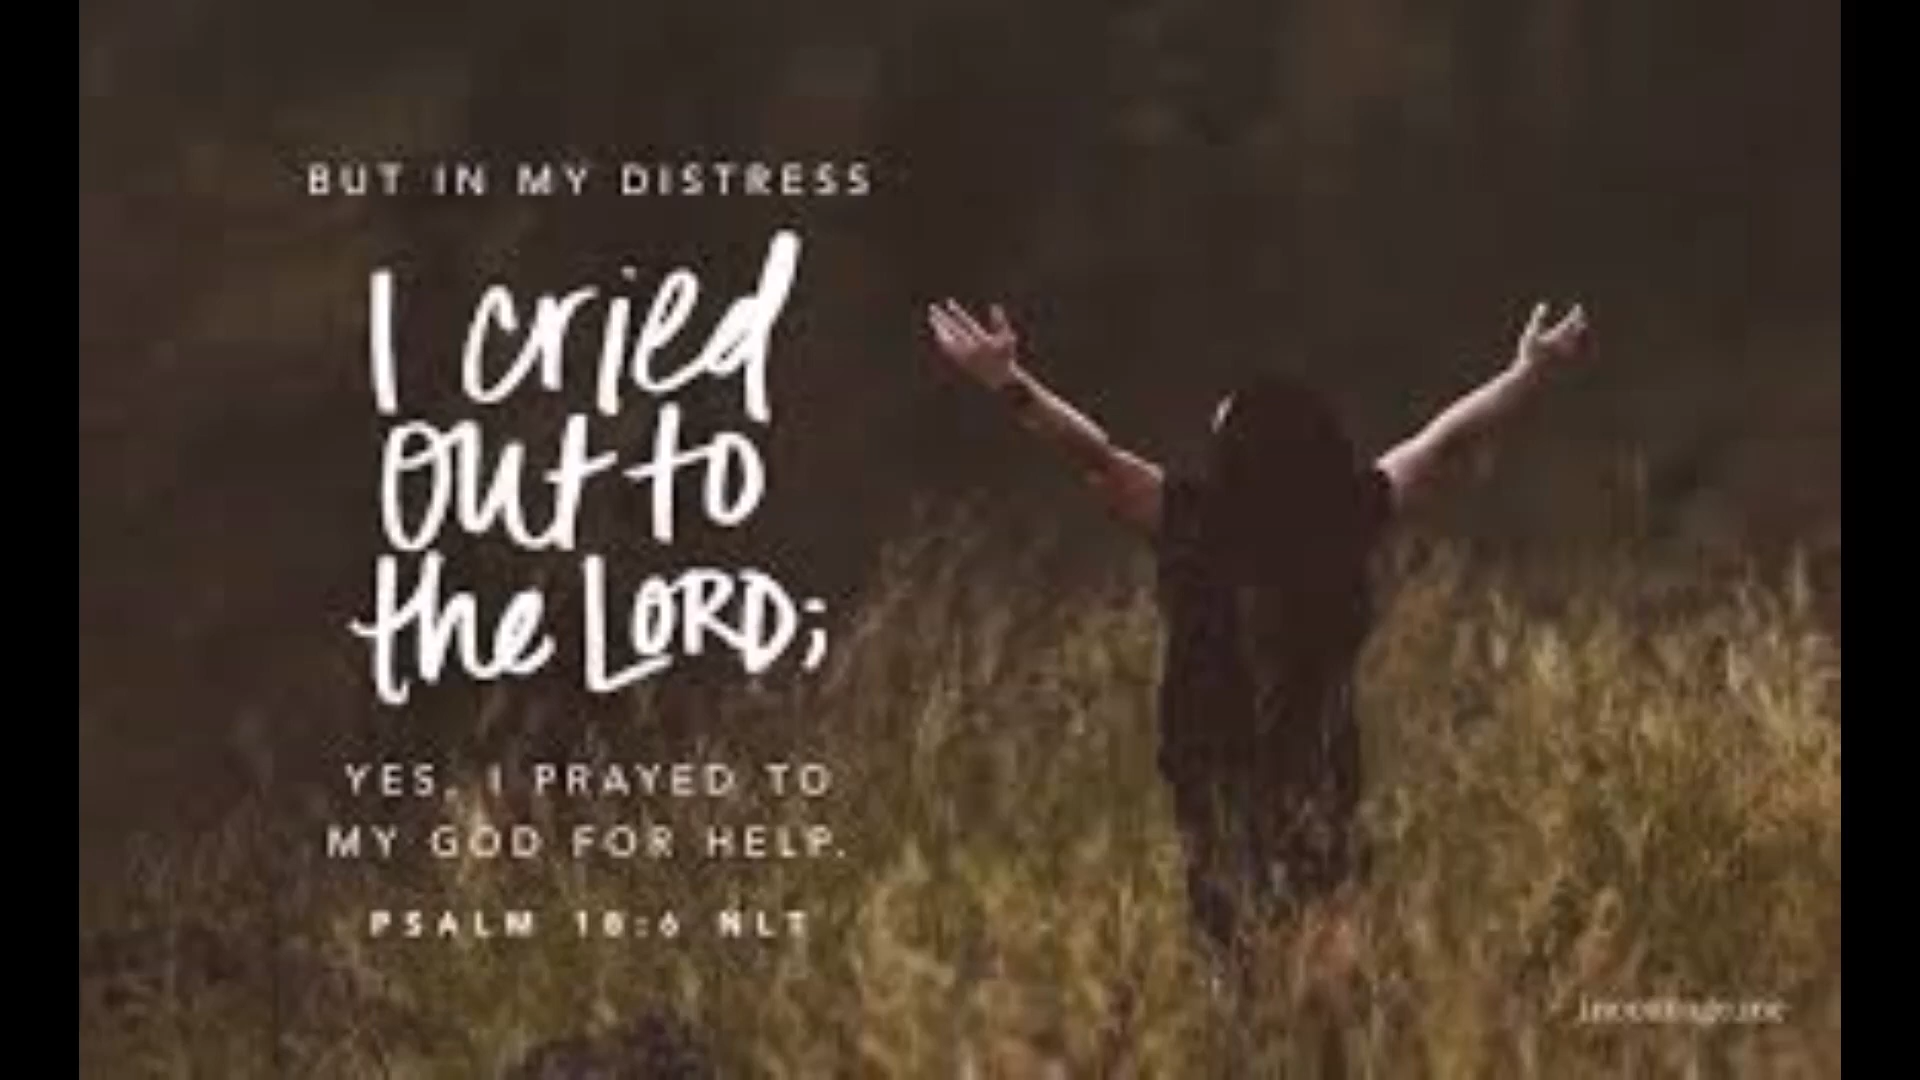 BUT IN MY DISTRESS
I cried
out to
the LORD;
YES, I PRAYED TO
MY GOD FOR HELP.
PSALM 18:6 NLT